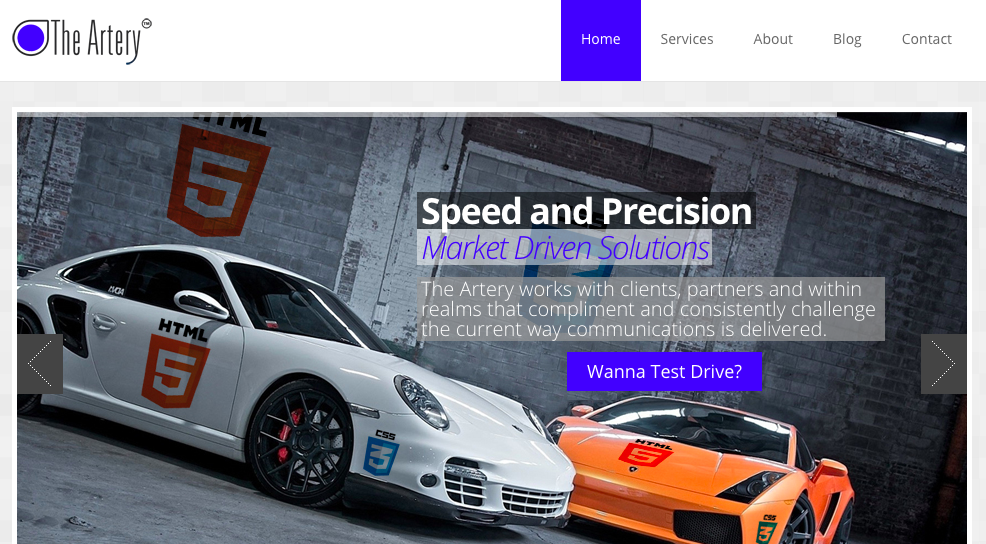 The Artery™
Home Services About Blog Contact
HTML
5
Speed and Precision
Market Driven Solutions
The Artery works with clients, partners and within
realms that compliment and consistently challenge
the current way communications is delivered.
Wanna Test Drive?
HTML
5
CSS
3
HTML
5
CSS
3